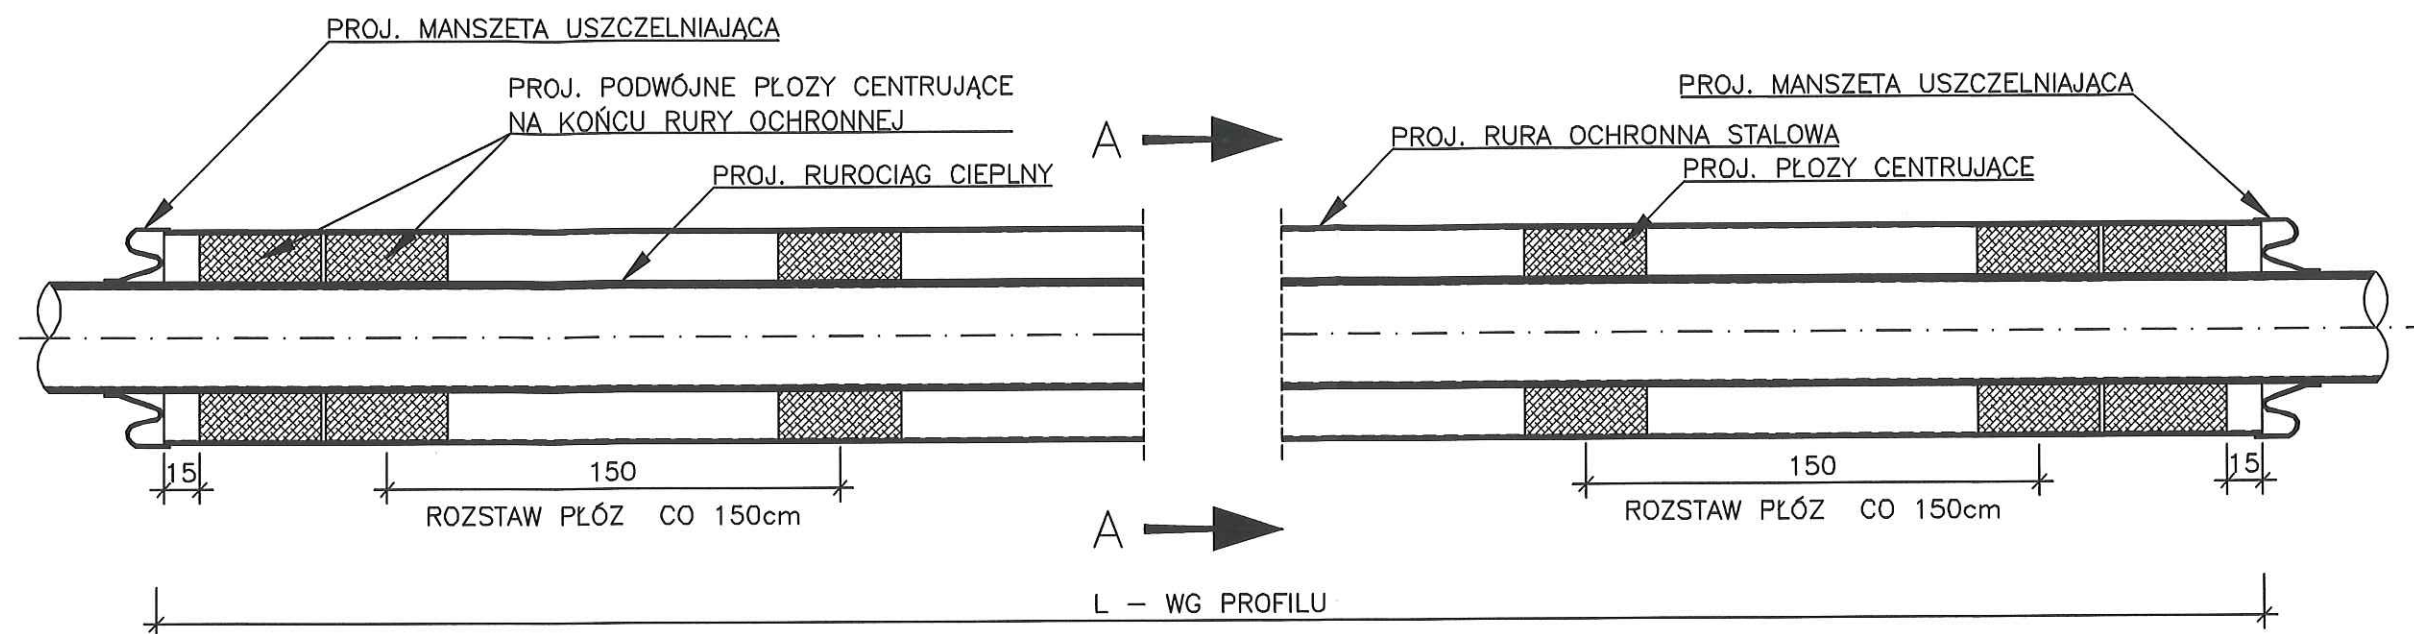 PROJ. MANSZETA USZCZELNIAJĄCA
PROJ. PODWÓJNE PŁOZY CENTRUJĄCE
NA KOŃCU RURY OCHRONNEJ
PROJ. RUROCIĄG CIEPLNY
A
PROJ. MANSZETA USZCZELNIAJĄCA
PROJ. RURA OCHRONNA STALOWA
PROJ. PŁOZY CENTRUJĄCE
15
150
ROZSTAW PŁÓZ CO 150cm
A
150
15
ROZSTAW PŁÓZ CO 150cm
L – WG PROFILU